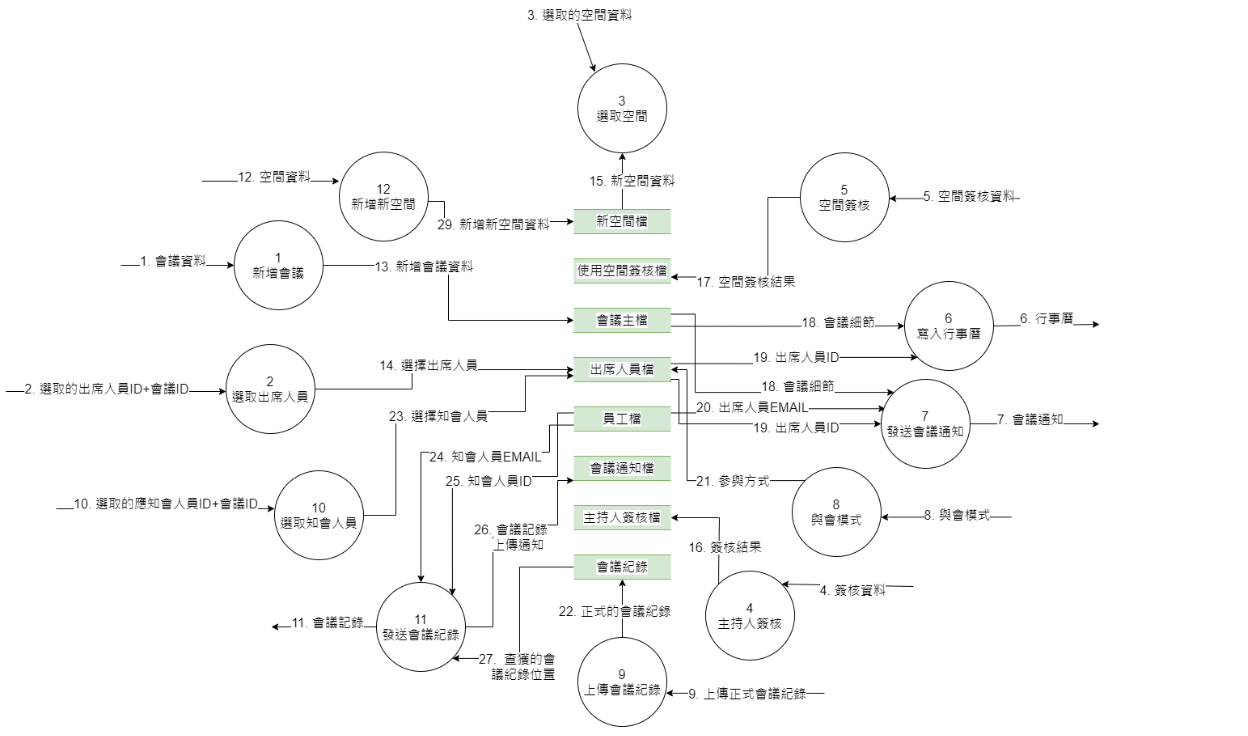 3. 選取的空間資料
3
選取空間
12. 空間資料
12
新增新空間
15. 新空間資料
5
空間簽核
5. 空間簽核資料
29. 新增新空間資料
新空間檔
1. 會議資料
1
新增會議
13. 新增會議資料
使用空間簽核檔
17. 空間簽核結果
會議主檔
18. 會議細節
6
寫入行事曆
6. 行事曆
2. 選取的出席人員ID+會議ID
2
選取出席人員
14. 選擇出席人員
出席人員檔
19. 出席人員ID
18. 會議細節
23. 選擇知會人員
員工檔
20. 出席人員EMAIL
19. 出席人員ID
7
發送會議通知
7. 會議通知
24. 知會人員EMAIL
25. 知會人員ID
會議通知檔
21. 參與方式
10. 選取的應知會人員ID+會議ID
10
選取知會人員
26. 會議記錄
上傳通知
主持人簽核檔
16. 簽核結果
8
與會模式
8. 與會模式
會議紀錄
22. 正式的會議紀錄
4
主持人簽核
4. 簽核資料
11. 會議記錄
11
發送會議紀錄
27. 查獲的會
議紀錄位置
9
上傳會議紀錄
9. 上傳正式會議紀錄